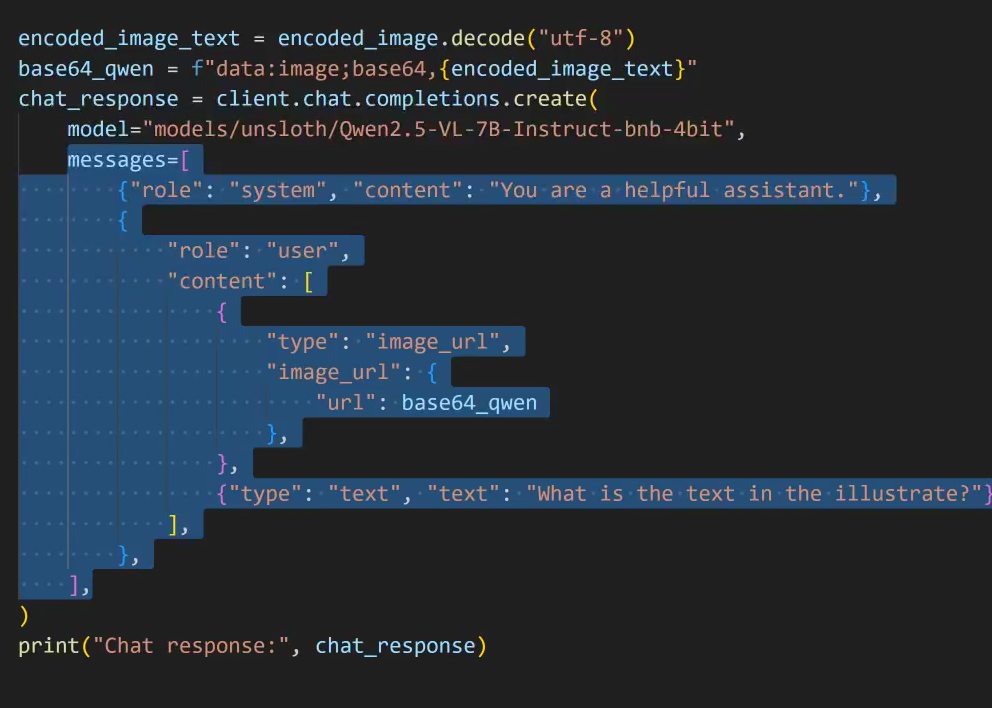 encoded_image_text = encoded_image.decode("utf-8")
base64_qwen = f"data:image;base64,{encoded_image_text}"
chat_response = client.chat.completions.create(
    model="models/unsloth/Qwen2.5-VL-7B-Instruct-bnb-4bit",
    messages=[
        {"role": "system", "content": "You are a helpful assistant."},
        {
            "role": "user",
            "content": [
                {
                    "type": "image_url",
                    "image_url": {
                        "url": base64_qwen
                    },
                },
                {"type": "text", "text": "What is the text in the illustrate?"}
            ],
        },
    ],
)
print("Chat response:", chat_response)